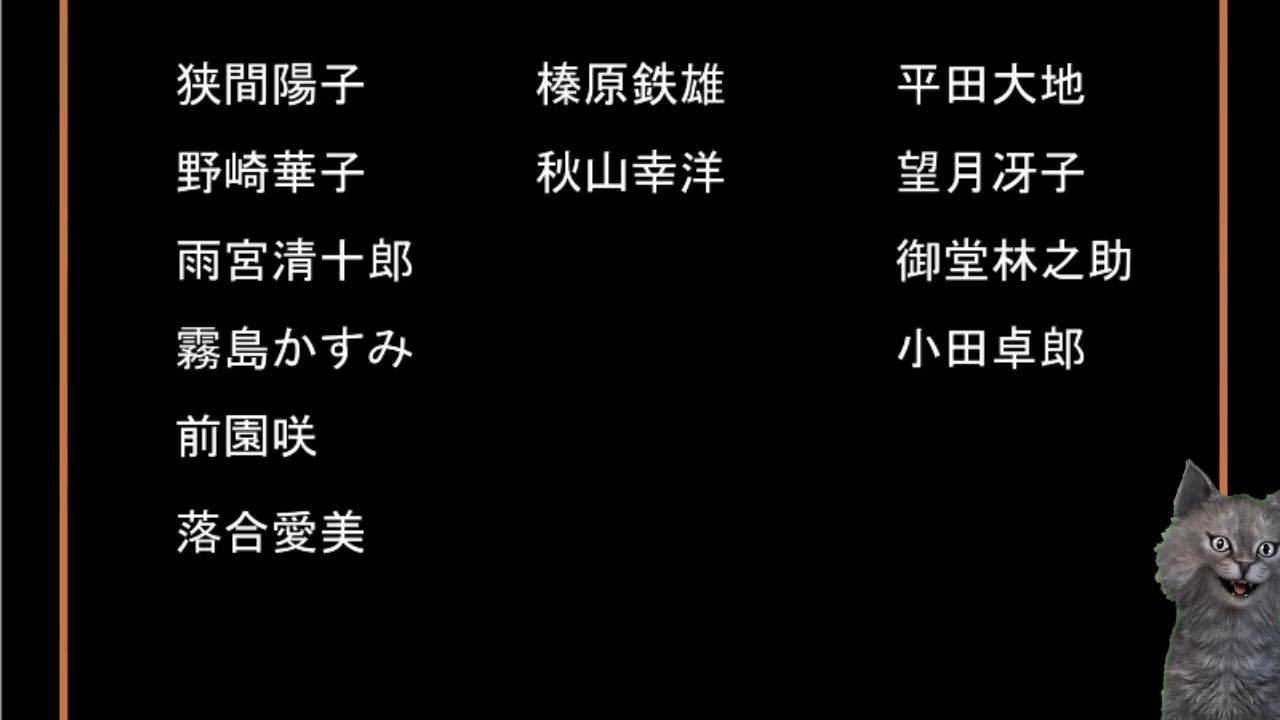 狭間陽子
野崎華子
雨宮清十郎
霧島かすみ
前園咲
落合愛美
榛原鉄雄
秋山幸洋
平田大地
望月冴子
御堂林之助
小田卓郎